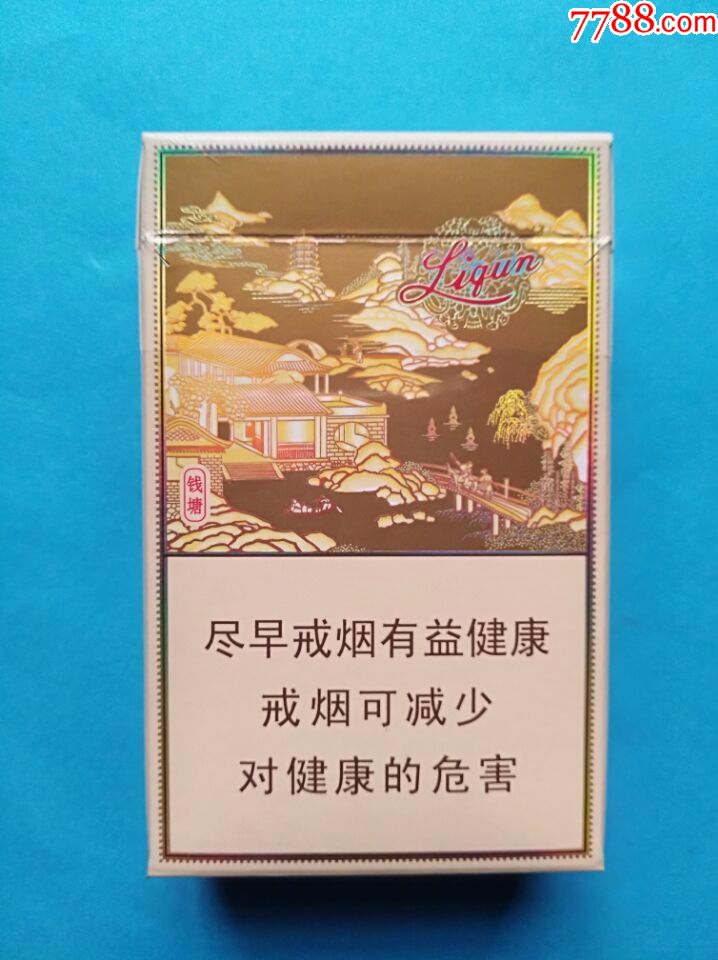 7788.com
Liqun
钱塘
尽早戒烟有益健康
戒烟可减少
对健康的危害